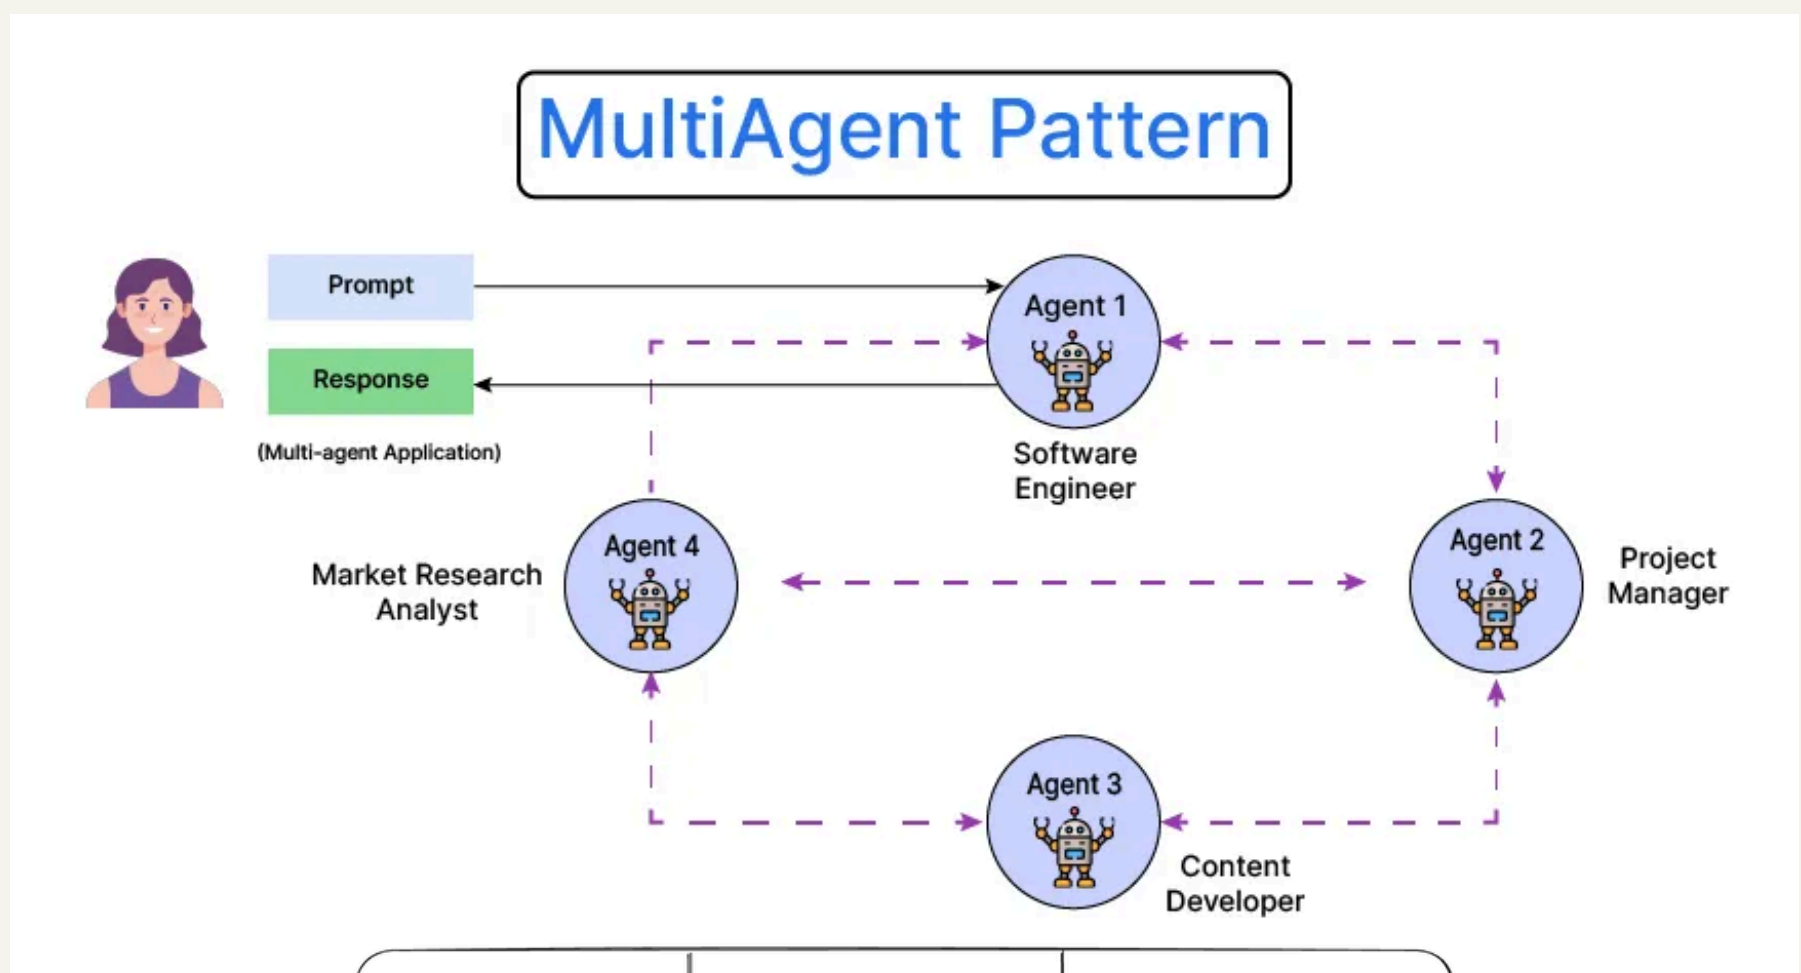 MultiAgent Pattern
Prompt
Response
(Multi-agent Application)
Agent 1
Software
Engineer
Agent 4
Market Research
Analyst
Agent 2
Project
Manager
Agent 3
Content
Developer